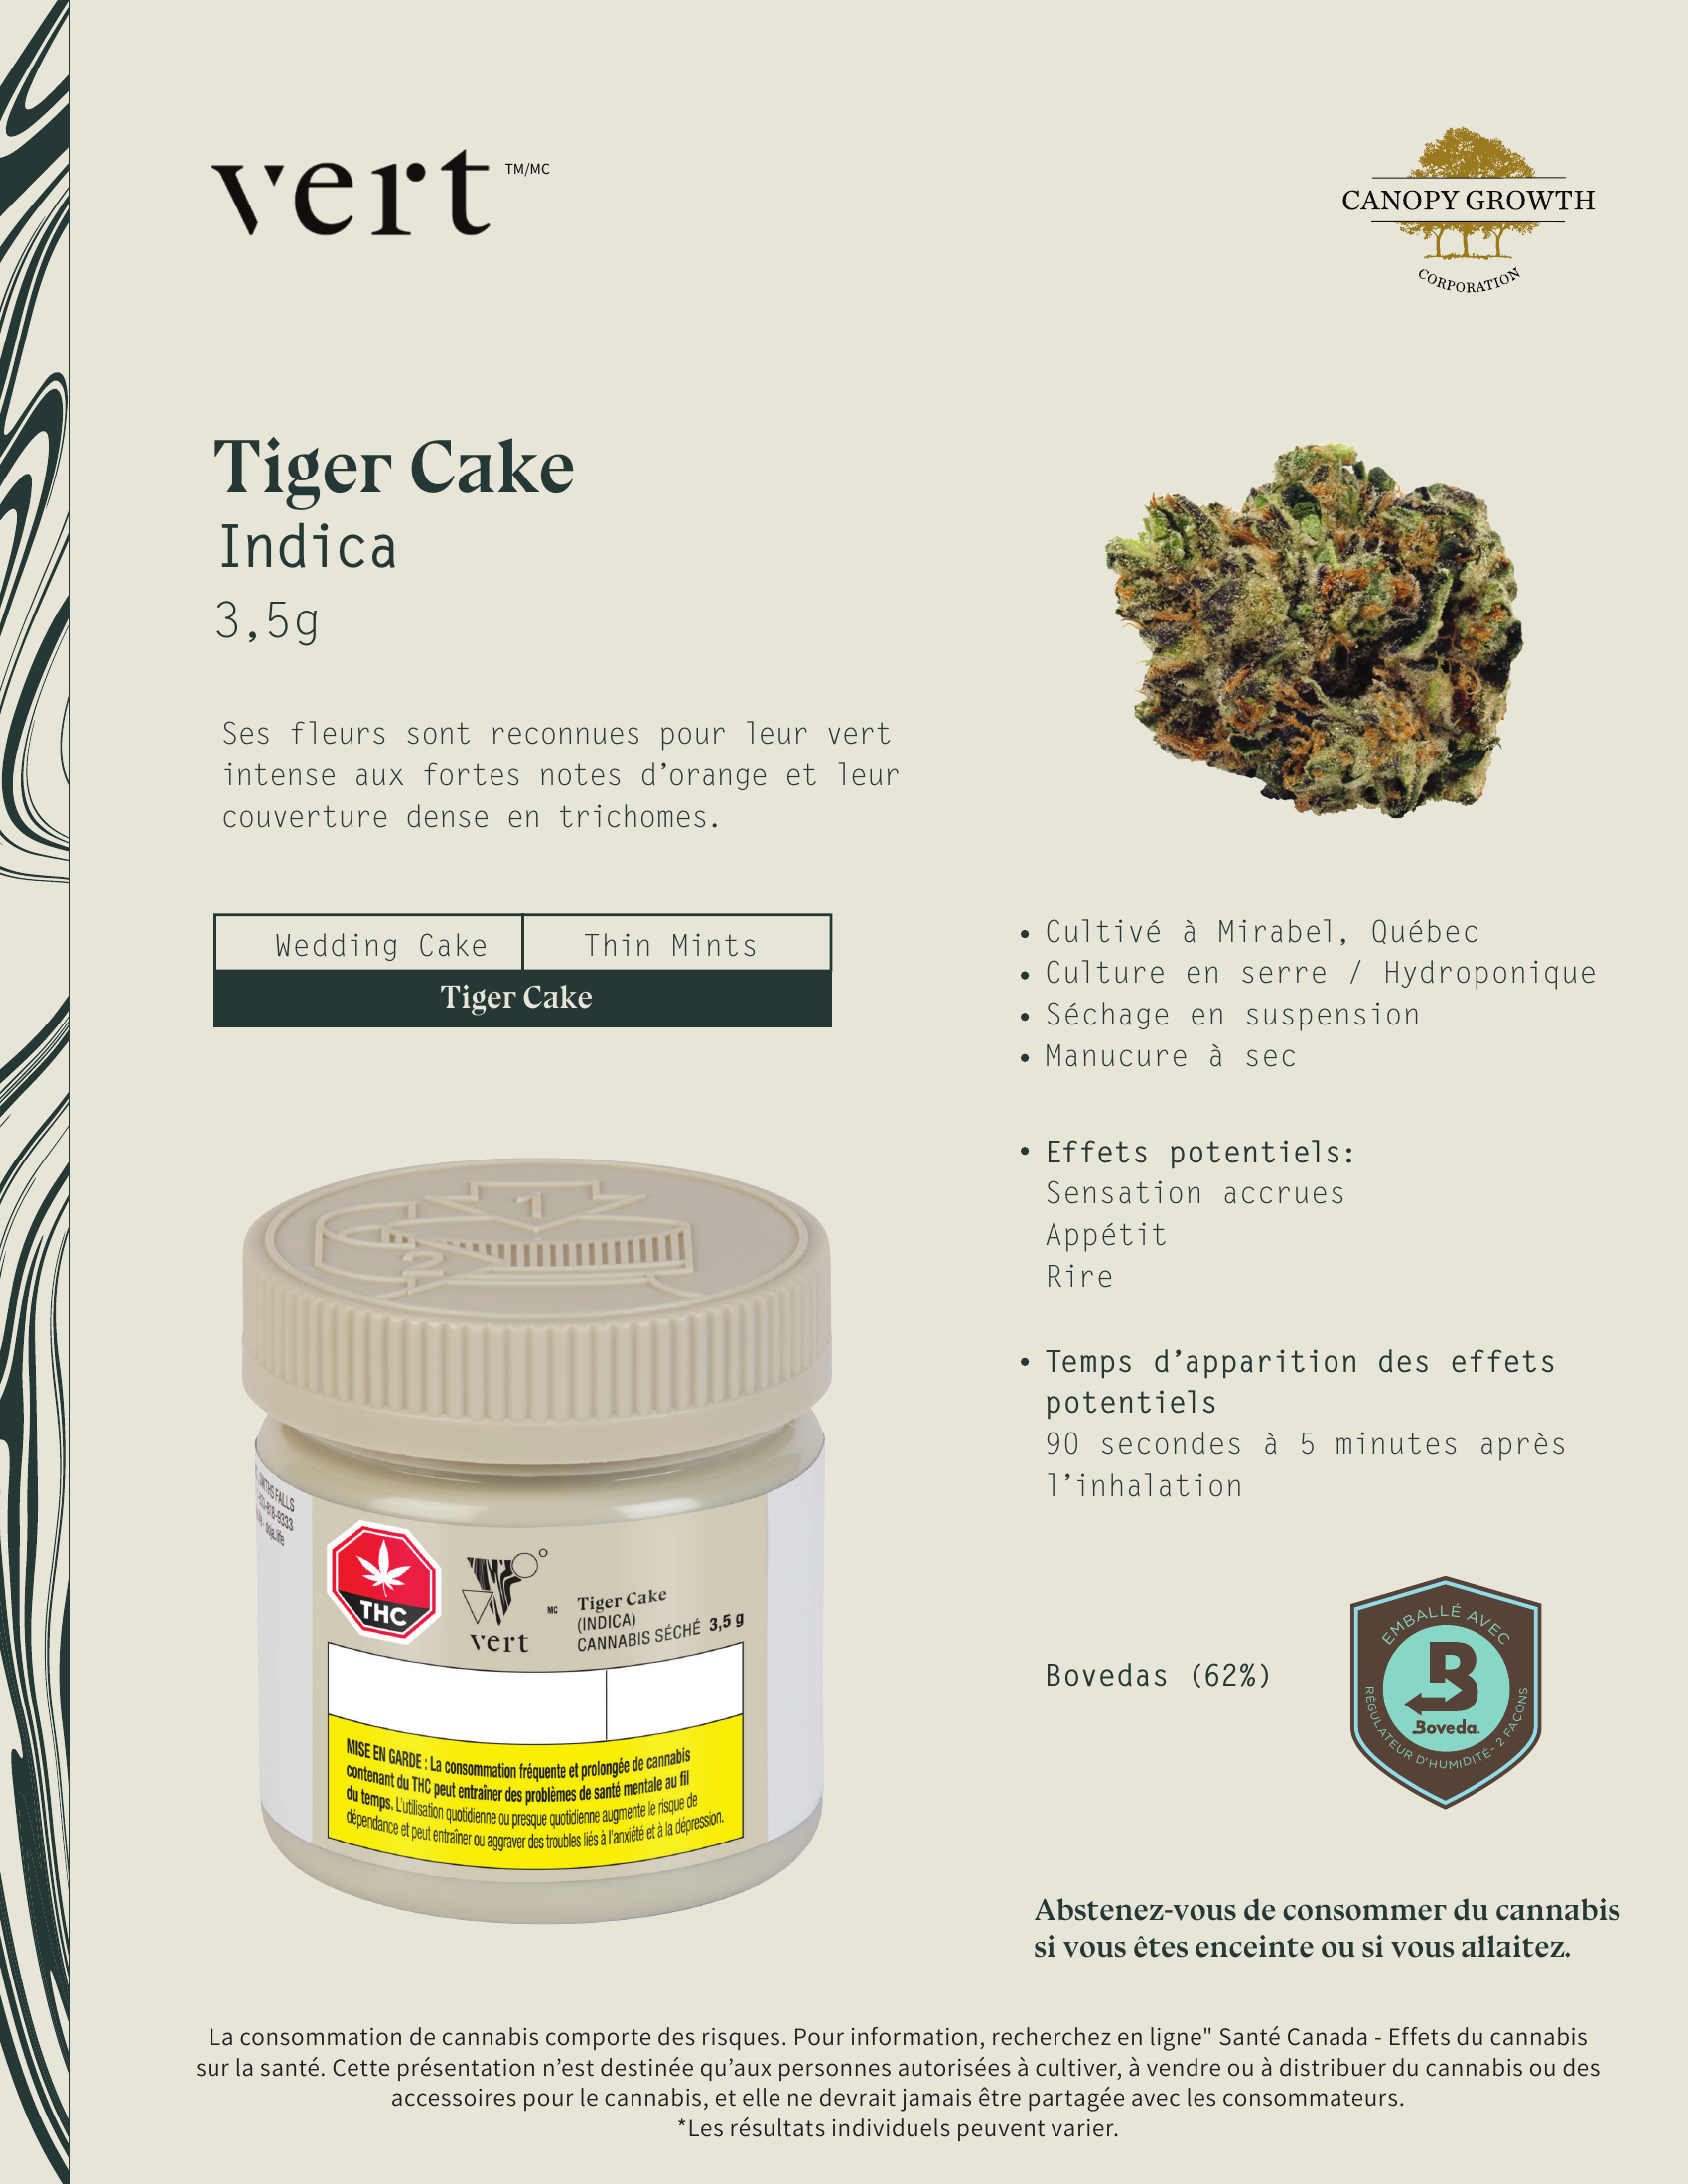 vert TM/MC
CANOPY GROWTH
CORPORATION
Tiger Cake
Indica
3,5g
Ses fleurs sont reconnues pour leur vert
intense aux fortes notes d’orange et leur
couverture dense en trichomes.
Wedding Cake
Thin Mints
Tiger Cake
• Cultivé à Mirabel, Québec
• Culture en serre / Hydroponique
• Séchage en suspension
• Manucure à sec
• Effets potentiels:
Sensation accrues
Appétit
Rire
• Temps d’apparition des effets
potentiels
90 secondes à 5 minutes après
l’inhalation
1
2
SMITHS FALLS
THC
vert
MC
Tiger Cake
(INDICA)
CANNABIS SÉCHÉ 3,5 g
MISE EN GARDE : La consommation fréquente et prolongée de cannabis
contenant du THC peut entraîner des problèmes de santé mentale au fil
du temps. L'utilisation quotidienne ou presque quotidienne augmente le risque de
dépendance et peut entraîner ou aggraver des troubles liés à l'anxiété et à la dépression.
Bovedas (62%)
EMBALLÉ AVEC
B
Boveda.
RÉGULATEUR D'HUMIDITÉ - 2 FAÇONS
Abstenez-vous de consommer du cannabis
si vous êtes enceinte ou si vous allaitez.
La consommation de cannabis comporte des risques. Pour information, recherchez en ligne" Santé Canada - Effets du cannabis
sur la santé. Cette présentation n’est destinée qu’aux personnes autorisées à cultiver, à vendre ou à distribuer du cannabis ou des
accessoires pour le cannabis, et elle ne devrait jamais être partagée avec les consommateurs.
*Les résultats individuels peuvent varier.